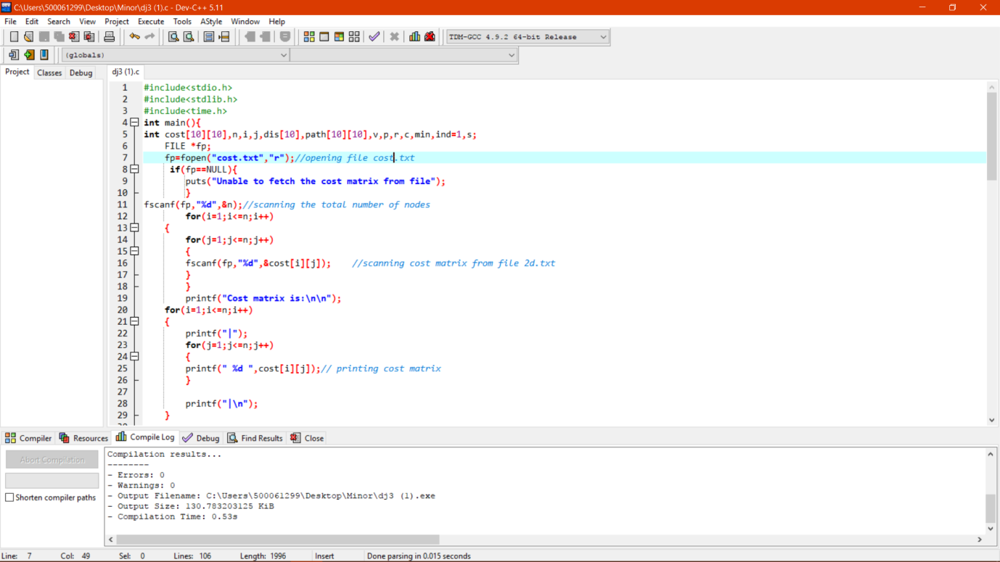 C:\Users\500061299\Desktop\Minor\dj3 (1).c - Dev-C++ 5.11
File Edit Search View Project Execute Tools AStyle Window Help
TDM-GCC 4.9.2 64-bit Release
(globals)
Project Classes Debug dj3 (1).c
1 #include<stdio.h>
2 #include<stdlib.h>
3 #include<time.h>
4 int main(){
5 int cost[10][10],n,i,j,dis[10],path[10][10],v,p,r,c,min,ind=1,s;
6 FILE *fp;
7 fp=fopen("cost.txt","r");//opening file cost.txt
8 if(fp==NULL){
9 puts("Unable to fetch the cost matrix from file");
10 }
11 fscanf(fp,"%d",&n);//scanning the total number of nodes
12 for(i=1;i<=n;i++)
13 {
14 for(j=1;j<=n;j++)
15 {
16 fscanf(fp,"%d",&cost[i][j]); //scanning cost matrix from file 2d.txt
17 }
18 }
19 printf("Cost matrix is:\n\n");
20 for(i=1;i<=n;i++)
21 {
22 printf("|");
23 for(j=1;j<=n;j++)
24 {
25 printf(" %d ",cost[i][j]);// printing cost matrix
26 }
27
28 printf("|\n");
29 }
Compiler Resources Compile Log Debug Find Results Close
Abort Compilation
Shorten compiler paths
Compilation results...
--------
- Errors: 0
- Warnings: 0
- Output Filename: C:\Users\500061299\Desktop\Minor\dj3 (1).exe
- Output Size: 130.783203125 KiB
- Compilation Time: 0.53s
Line: 7 Col: 49 Sel: 0 Lines: 106 Length: 1996 Insert Done parsing in 0.015 seconds